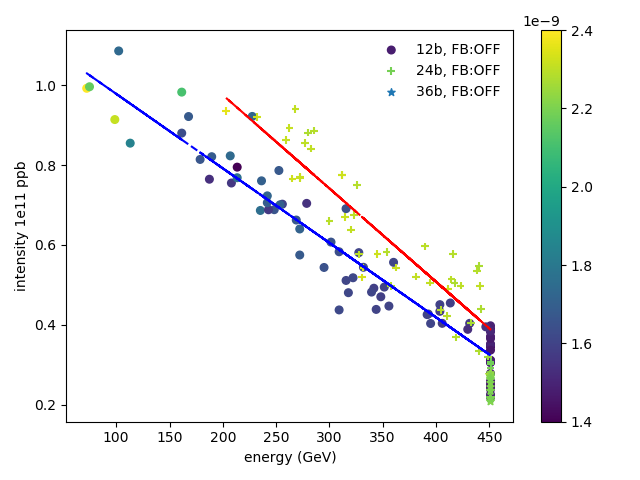 1e−9
12b, FB:OFF
24b, FB:OFF
36b, FB:OFF
intensity 1e11 ppb
1.0
0.8
0.6
0.4
0.2
100 150 200 250 300 350 400 450
energy (GeV)
2.4
2.2
2.0
1.8
1.6
1.4